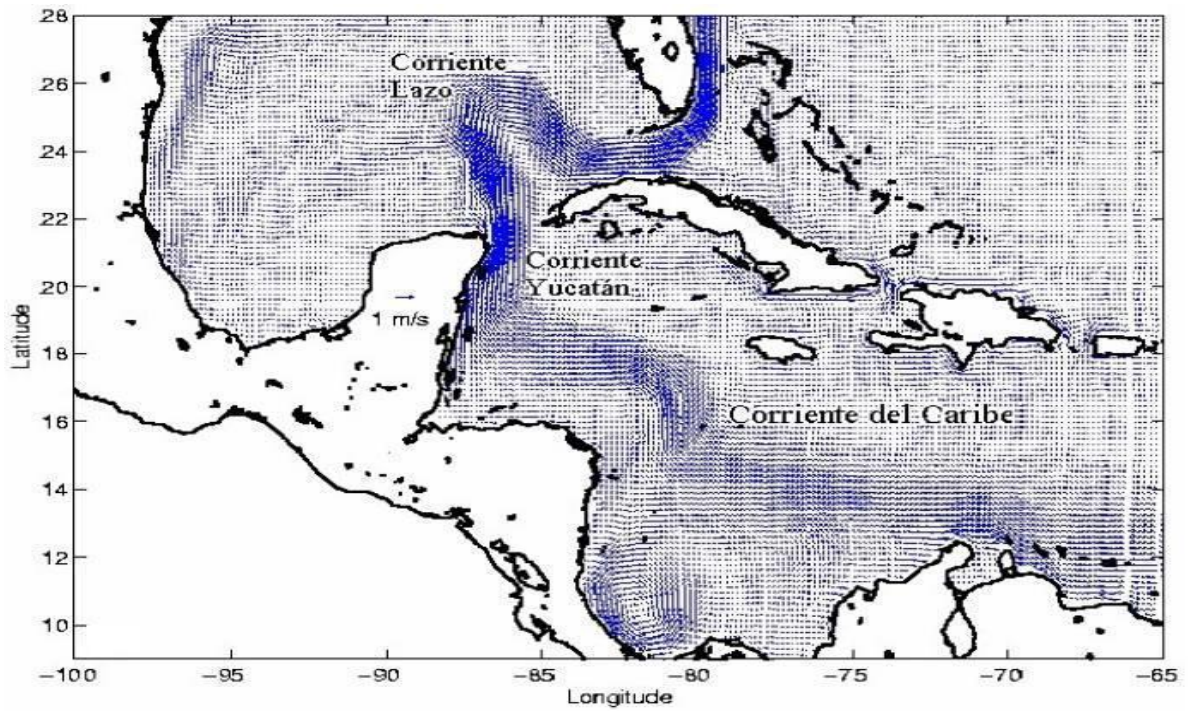 28
26
24
22
20
18
16
14
12
10
Latitude
Corriente
Lazo
Corriente
Yucatán
1 m/s
Corriente del Caribe
-100
-95
-90
-85
-80
-75
-70
-65
Longitude